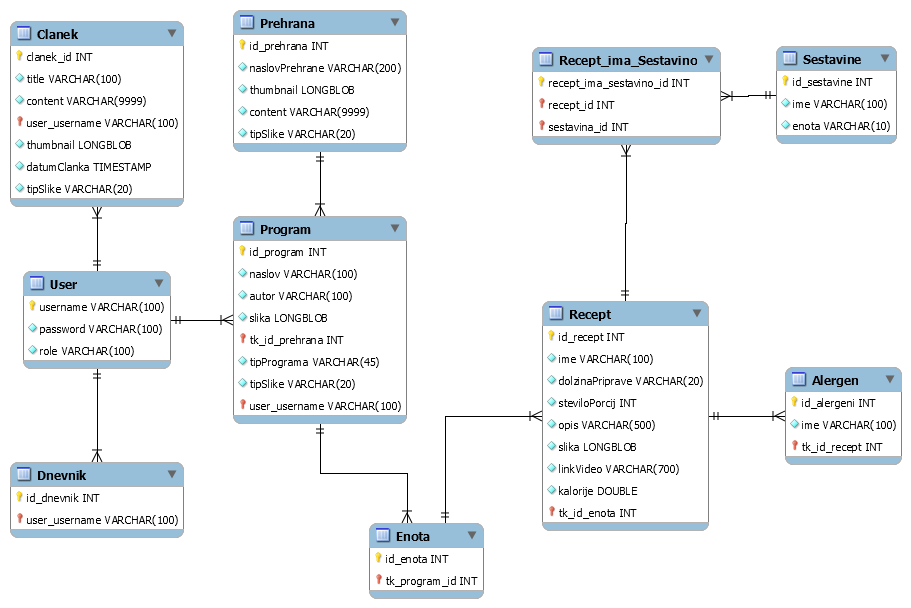 Clanek
clanek_id INT
title VARCHAR(100)
content VARCHAR(9999)
user_username VARCHAR(100)
thumbnail LONGBLOB
datumClanka TIMESTAMP
tipSlike VARCHAR(20)
Prehrana
id_prehrana INT
naslovPrehrane VARCHAR(200)
thumbnail LONGBLOB
content VARCHAR(9999)
tipSlike VARCHAR(20)
Recept_ima_Sestavino
recept_ima_sestavino_id INT
recept_id INT
sestavina_id INT
Sestavine
id_sestavine INT
ime VARCHAR(100)
enota VARCHAR(10)
User
username VARCHAR(100)
password VARCHAR(100)
role VARCHAR(100)
Program
id_program INT
naslov VARCHAR(100)
autor VARCHAR(100)
slika LONGBLOB
tk_id_prehrana INT
tipPrograma VARCHAR(45)
tipSlike VARCHAR(20)
user_username VARCHAR(100)
Recept
id_recept INT
ime VARCHAR(100)
dolzinaPriprave VARCHAR(20)
steviloPorcij INT
opis VARCHAR(500)
slika LONGBLOB
linkVideo VARCHAR(700)
kalorije DOUBLE
tk_id_enota INT
Alergen
id_alergeni INT
ime VARCHAR(100)
tk_id_recept INT
Dnevnik
id_dnevnik INT
user_username VARCHAR(100)
Enota
id_enota INT
tk_program_id INT